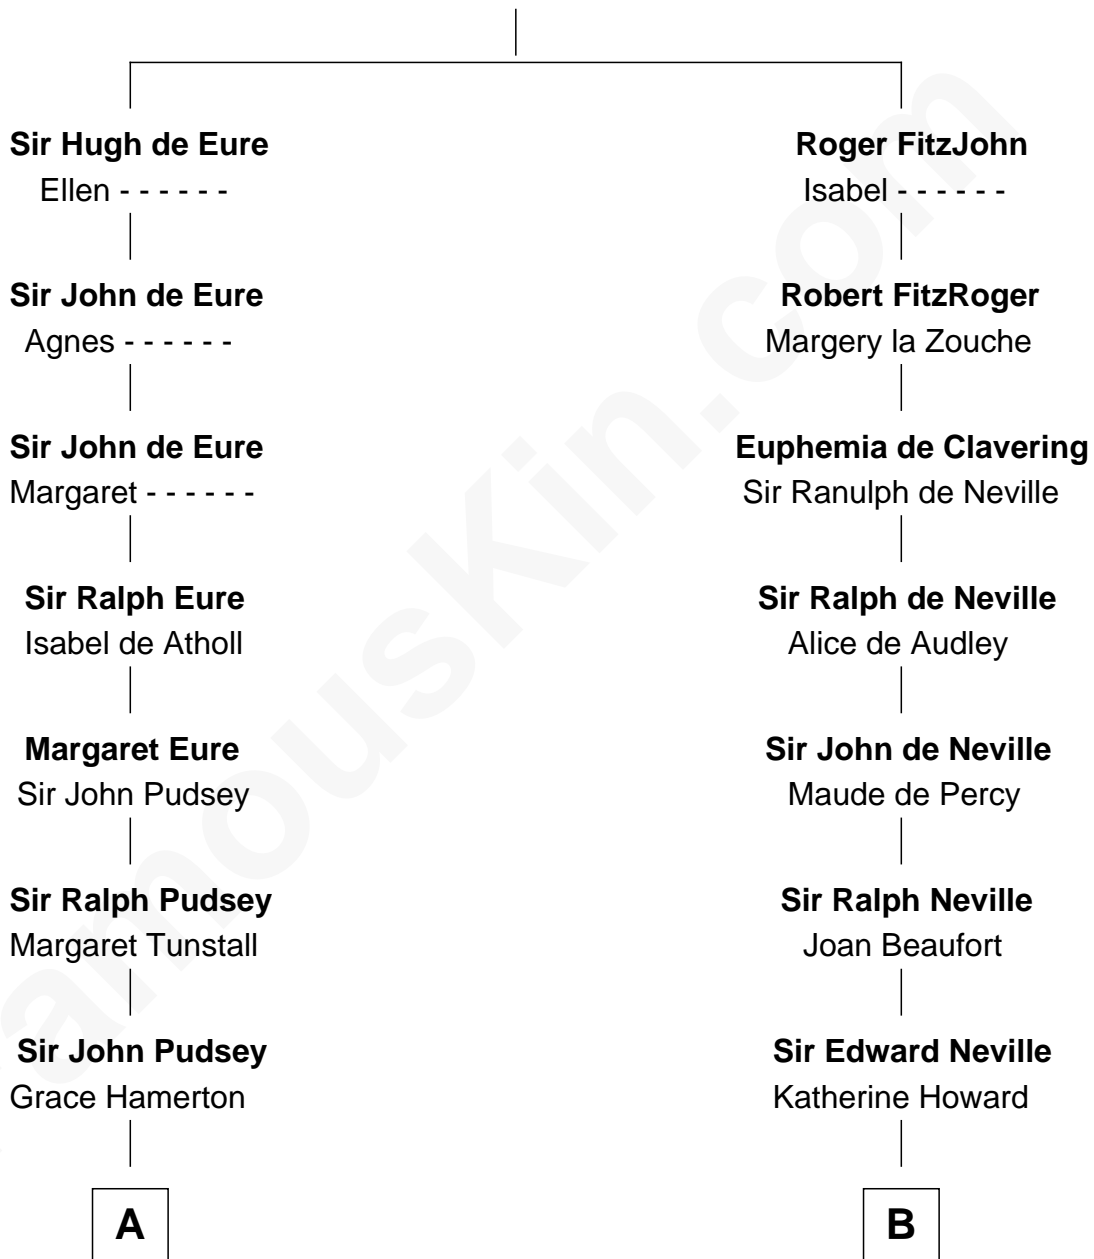 Sir Hugh de Eure
Ellen - - - - - -
Sir John de Eure
Agnes - - - - - -
Sir John de Eure
Margaret - - - - - -
Sir Ralph Eure
Isabel de Atholl
Margaret Eure
Sir John Pudsey
Sir Ralph Pudsey
Margaret Tunstall
Sir John Pudsey
Grace Hamerton
A
Roger FitzJohn
Isabel - - - - - -
Robert FitzRoger
Margery la Zouche
Euphemia de Clavering
Sir Ranulph de Neville
Sir Ralph de Neville
Alice de Audley
Sir John de Neville
Maude de Percy
Sir Ralph Neville
Joan Beaufort
Sir Edward Neville
Katherine Howard
B
amousKin.com